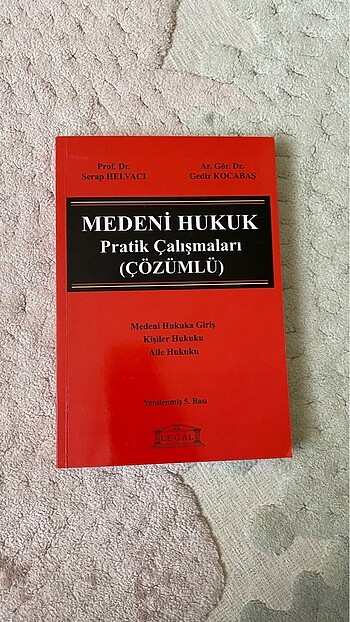 Prof. Dr.
Serap HELVACI
Ar. Gör. Dr.
Gediz KOCABAŞ
MEDENİ HUKUK
Pratik Çalışmaları
(ÇÖZÜMLÜ)
Medeni Hukuka Giriş
Kişiler Hukuku
Aile Hukuku
Yenilenmiş 5. Bası
LEGAL